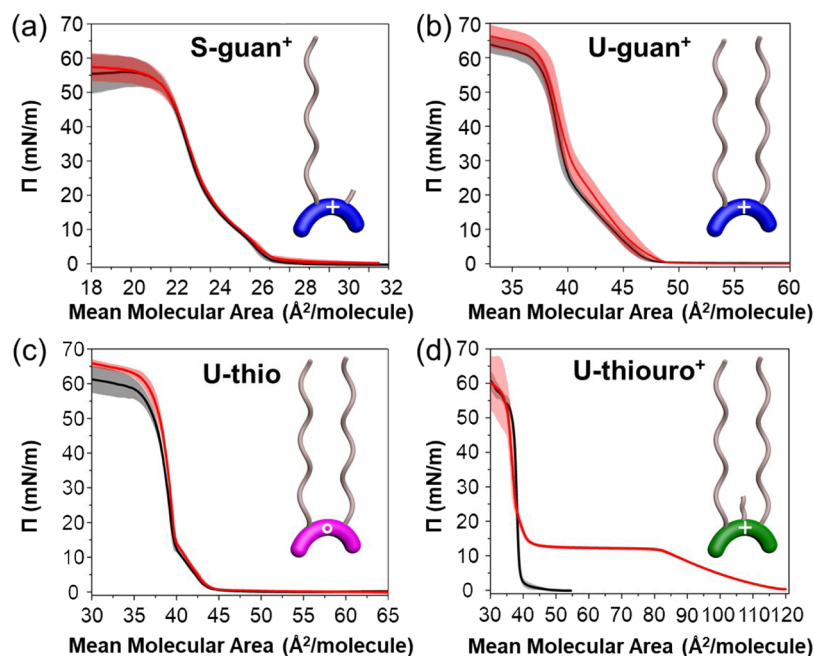 (a)
S-guan+
70
60
50
40
30
20
10
0
Π (mN/m)
18 20 22 24 26 28 30 32
Mean Molecular Area (Å²/molecule)
+
(b)
U-guan+
70
60
50
40
30
20
10
0
Π (mN/m)
35 40 45 50 55 60
Mean Molecular Area (Å²/molecule)
+
(c)
U-thio
70
60
50
40
30
20
10
0
Π (mN/m)
30 35 40 45 50 55 60 65
Mean Molecular Area (Å²/molecule)
(d)
U-thiouro+
70
60
50
40
30
20
10
0
Π (mN/m)
30 40 50 60 70 80 90 100 110 120
Mean Molecular Area (Å²/molecule)
+